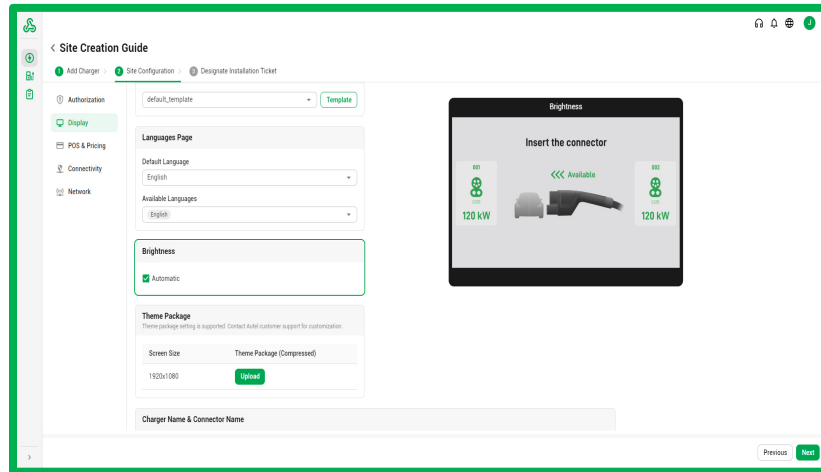 J
Site Creation Guide
1 Add Charger
2 Site Configuration
3 Designate Installation Ticket
Authorization
Display
POS & Pricing
Connectivity
Network
default_template
Template
Languages Page
Default Language
English
Available Languages
English
Brightness
Automatic
Theme Package
Theme package setting is supported. Contact Autel customer support for customization.
Screen Size Theme Package (Compressed)
1920x1080 Upload
Charger Name & Connector Name
Brightness
Insert the connector
001
120 kW
<<< Available
002
120 kW
Previous
Next